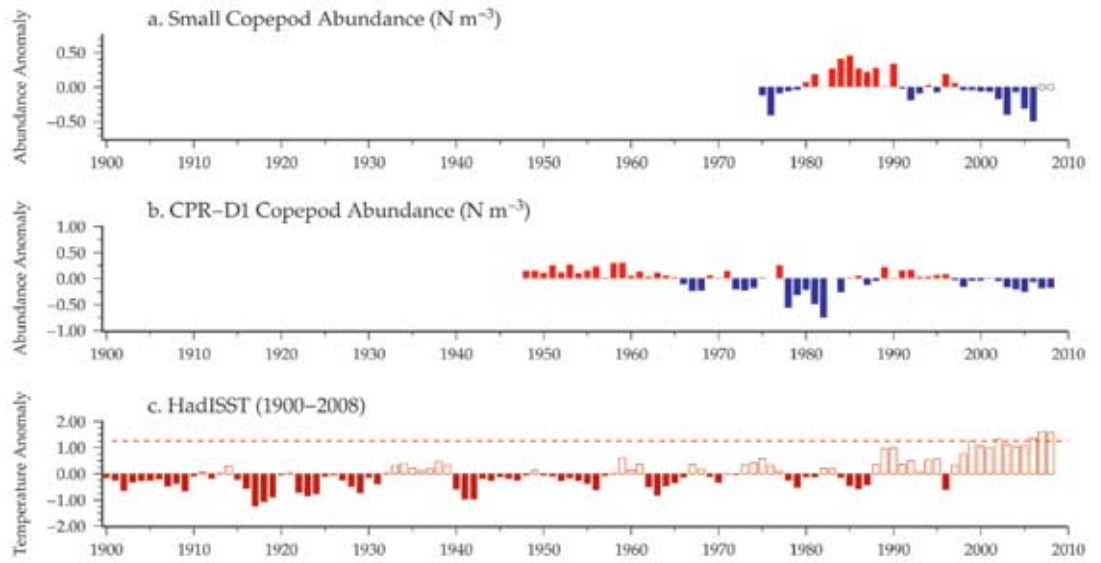 a. Small Copepod Abundance (N m⁻³)
Abundance Anomaly
0.50
0.00
−0.50
1900 1910 1920 1930 1940 1950 1960 1970 1980 1990 2000 2010
b. CPR−D1 Copepod Abundance (N m⁻³)
Abundance Anomaly
1.00
0.50
0.00
−0.50
−1.00
1900 1910 1920 1930 1940 1950 1960 1970 1980 1990 2000 2010
c. HadISST (1900−2008)
Temperature Anomaly
2.00
1.00
0.00
−1.00
−2.00
1900 1910 1920 1930 1940 1950 1960 1970 1980 1990 2000 2010